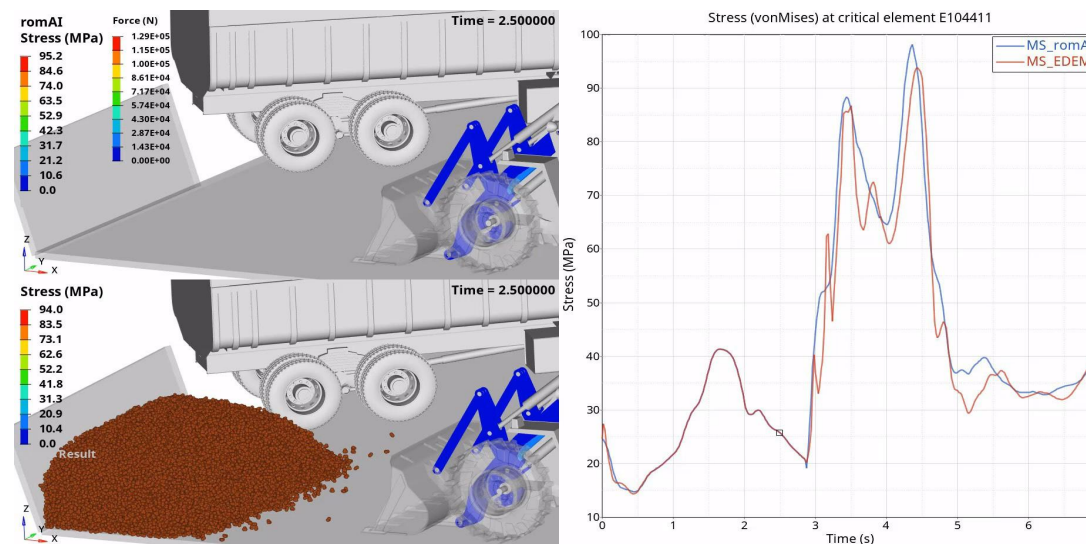 romAI
Stress (MPa)
95.2
84.6
74.0
63.5
52.9
42.3
31.7
21.2
10.6
0.0
Force (N)
1.29E+05
1.15E+05
1.00E+05
8.61E+04
7.17E+04
5.74E+04
4.30E+04
2.87E+04
1.43E+04
0.00E+00
Time = 2.500000
Z
Y
X
Stress (MPa)
94.0
83.5
73.1
62.6
52.2
41.8
31.3
20.9
10.4
0.0
Result
Time = 2.500000
Z
Y
X
Stress (vonMises) at critical element E104411
MS_romA
MS_EDEM
Stress (MPa)
100
90
80
70
60
50
40
30
20
10
0
1
2
3
4
5
6
Time (s)